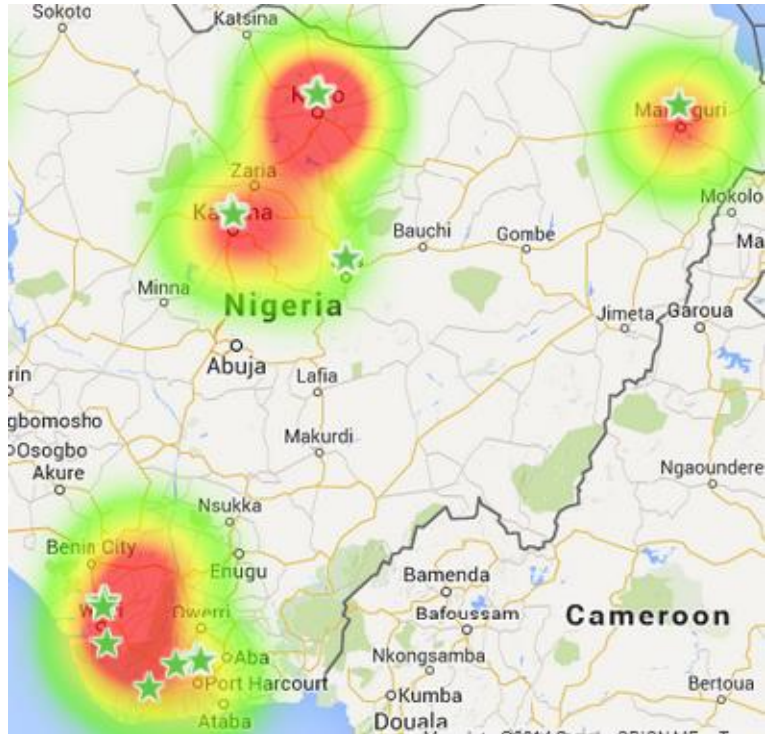 Sokoto
Katsina
Zaria
Mokolo
Bauchi
Gombe
Minna
Nigeria
Jimeta
Garoua
Abuja
Lafia
Makurdi
Osogbo
Akure
Ngaoundere
Nsukka
Benin City
Enugu
Bamenda
Bafoussam
Cameroon
Owerri
Aba
Port Harcourt
Nkongsamba
Kumba
Bertoua
Ataba
Douala